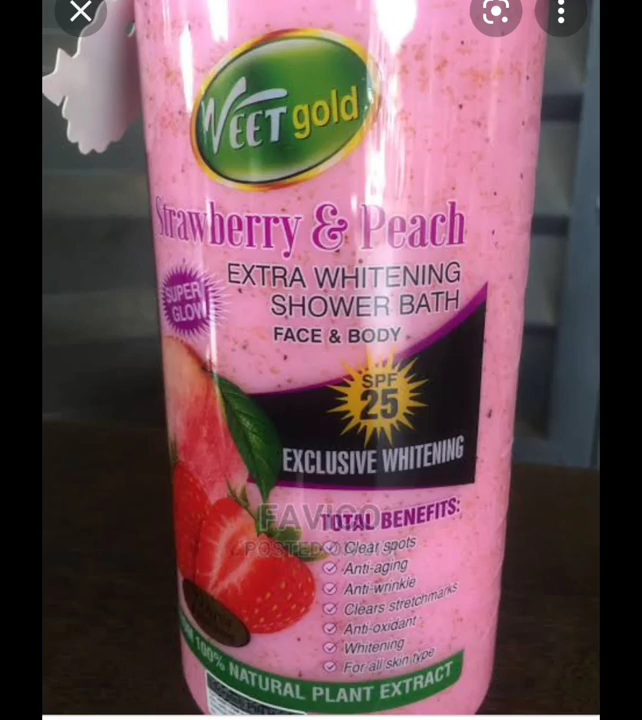 WEET gold
Strawberry & Peach
EXTRA WHITENING
SHOWER BATH
FACE & BODY
SUPER
GLOW
SPF
25
EXCLUSIVE WHITENING
FAVICO
TOTAL BENEFITS:
POSTED ON
Clear spots
Anti-aging
Anti-wrinkle
Clears stretchmarks
Anti-oxidant
Whitening
For all skin type
100% NATURAL PLANT EXTRACT